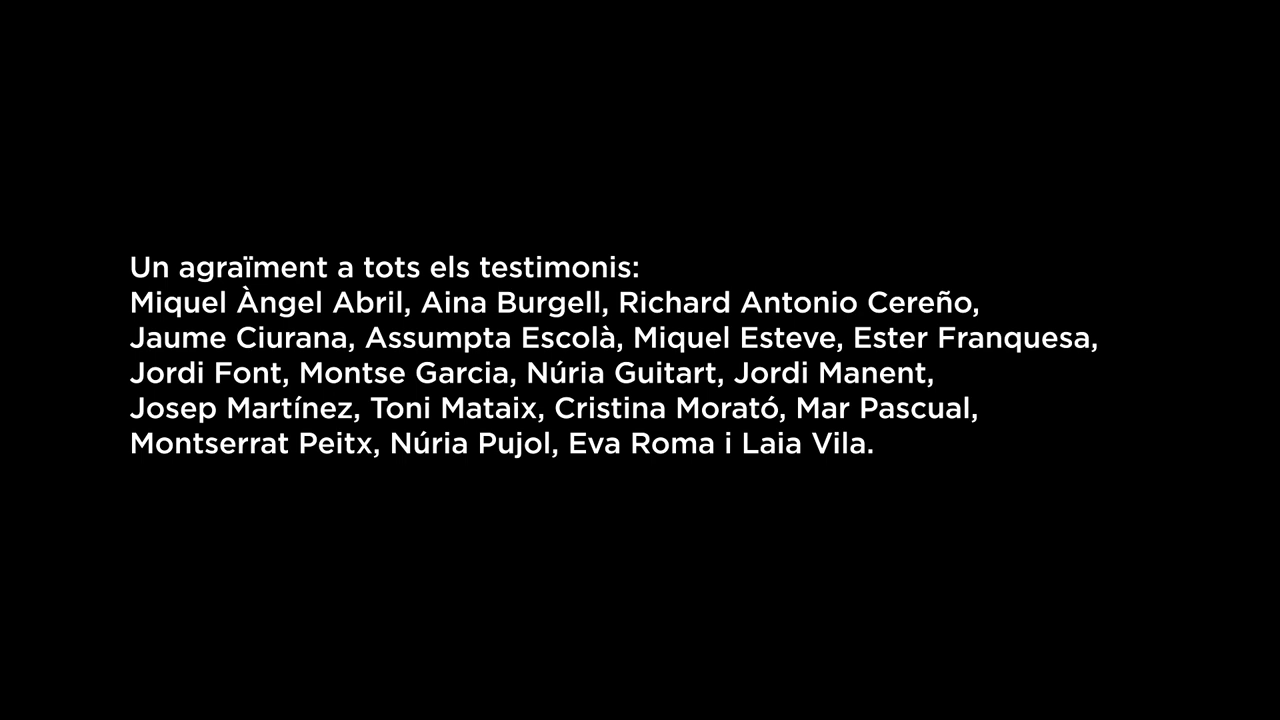 Un agraïment a tots els testimonis:
Miquel Àngel Abril, Aina Burgell, Richard Antonio Cereño,
Jaume Ciurana, Assumpta Escolà, Miquel Esteve, Ester Franquesa,
Jordi Font, Montse Garcia, Núria Guitart, Jordi Manent,
Josep Martínez, Toni Mataix, Cristina Morató, Mar Pascual,
Montserrat Peitx, Núria Pujol, Eva Roma i Laia Vila.